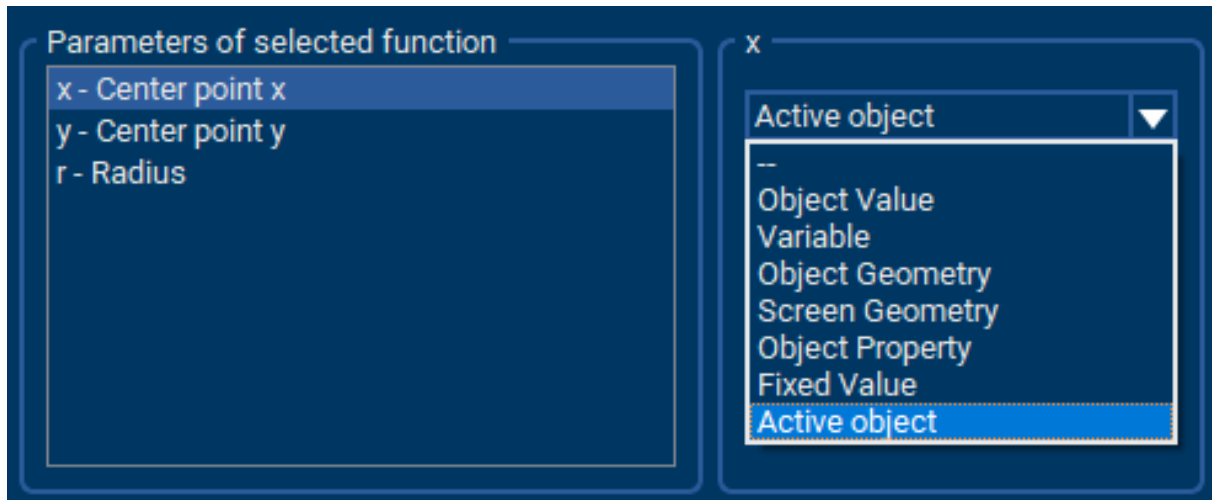 Parameters of selected function
x - Center point x
y - Center point y
r - Radius
x
Active object
--
Object Value
Variable
Object Geometry
Screen Geometry
Object Property
Fixed Value
Active object